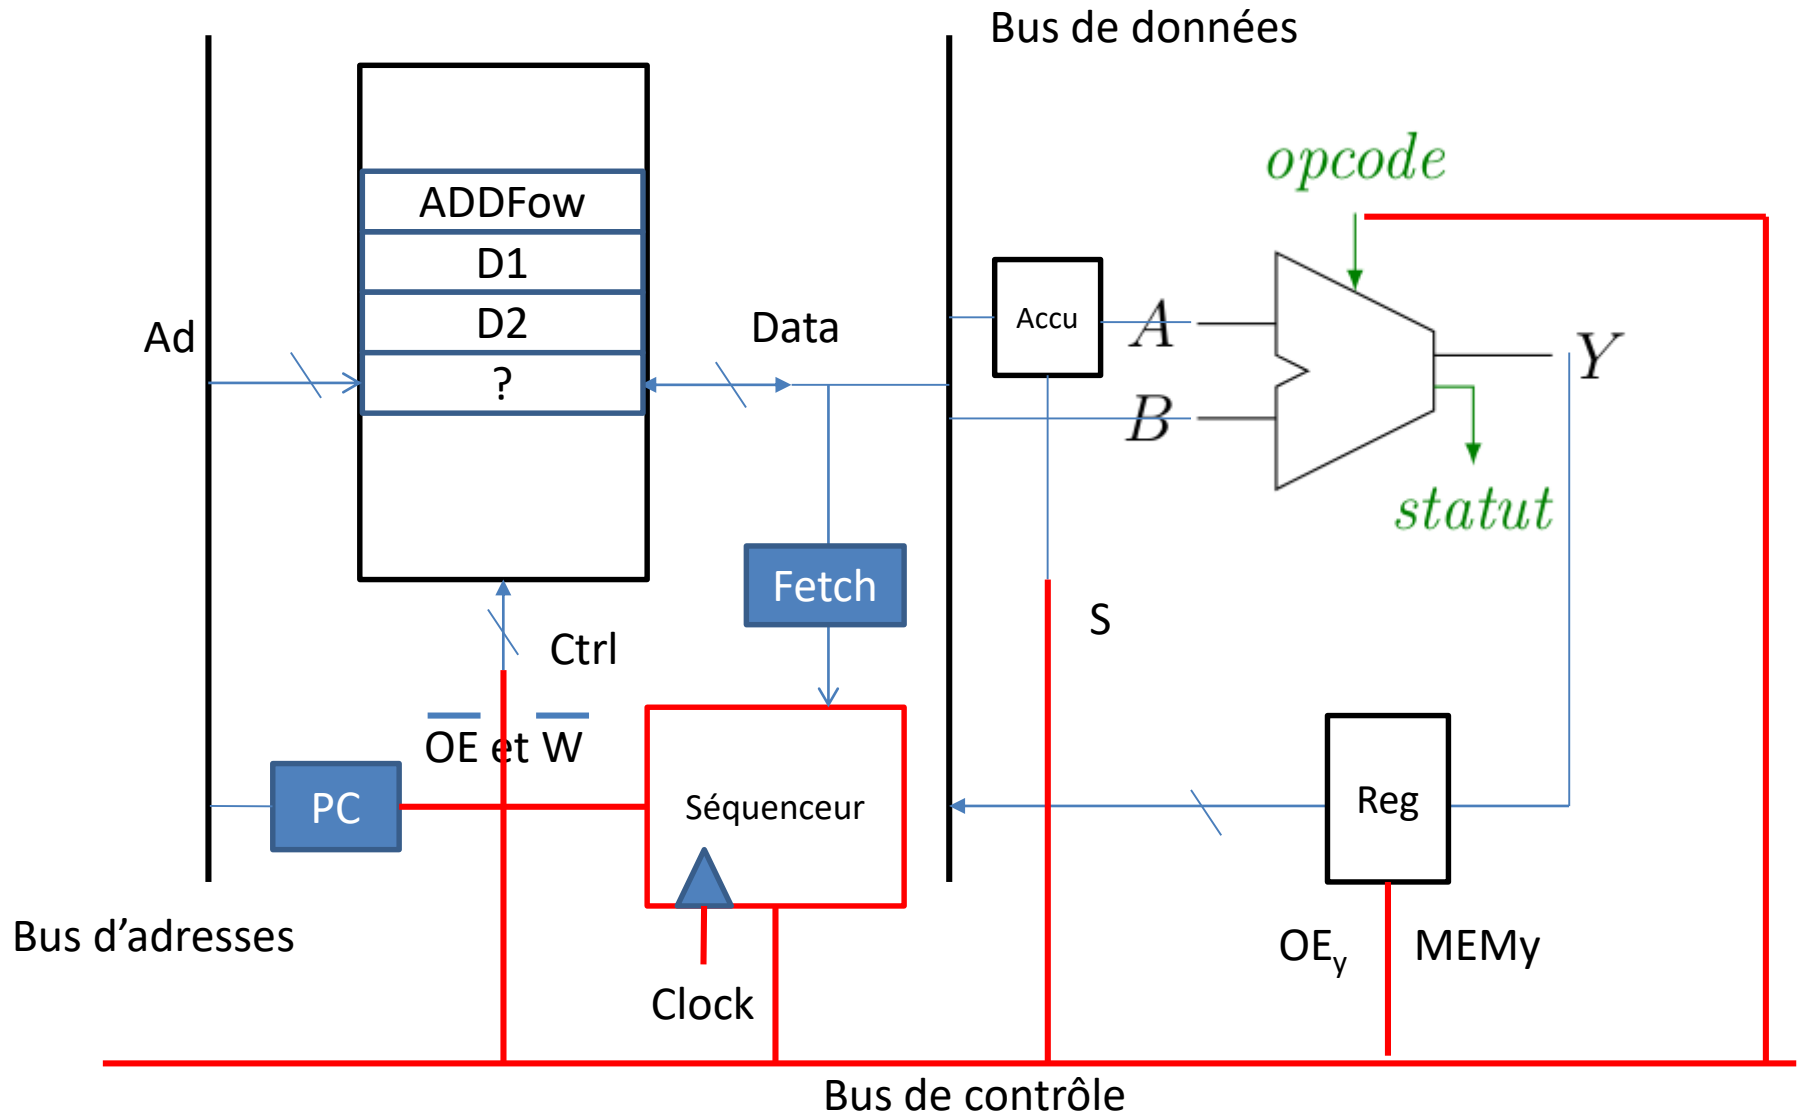 Bus de données
opcode
ADDFow
D1
D2
?
Ad
Data
Accu
A
B
Y
statut
Fetch
S
Ctrl
OE et W
PC
Séquenceur
Reg
Bus d’adresses
OEy
MEMy
Clock
Bus de contrôle